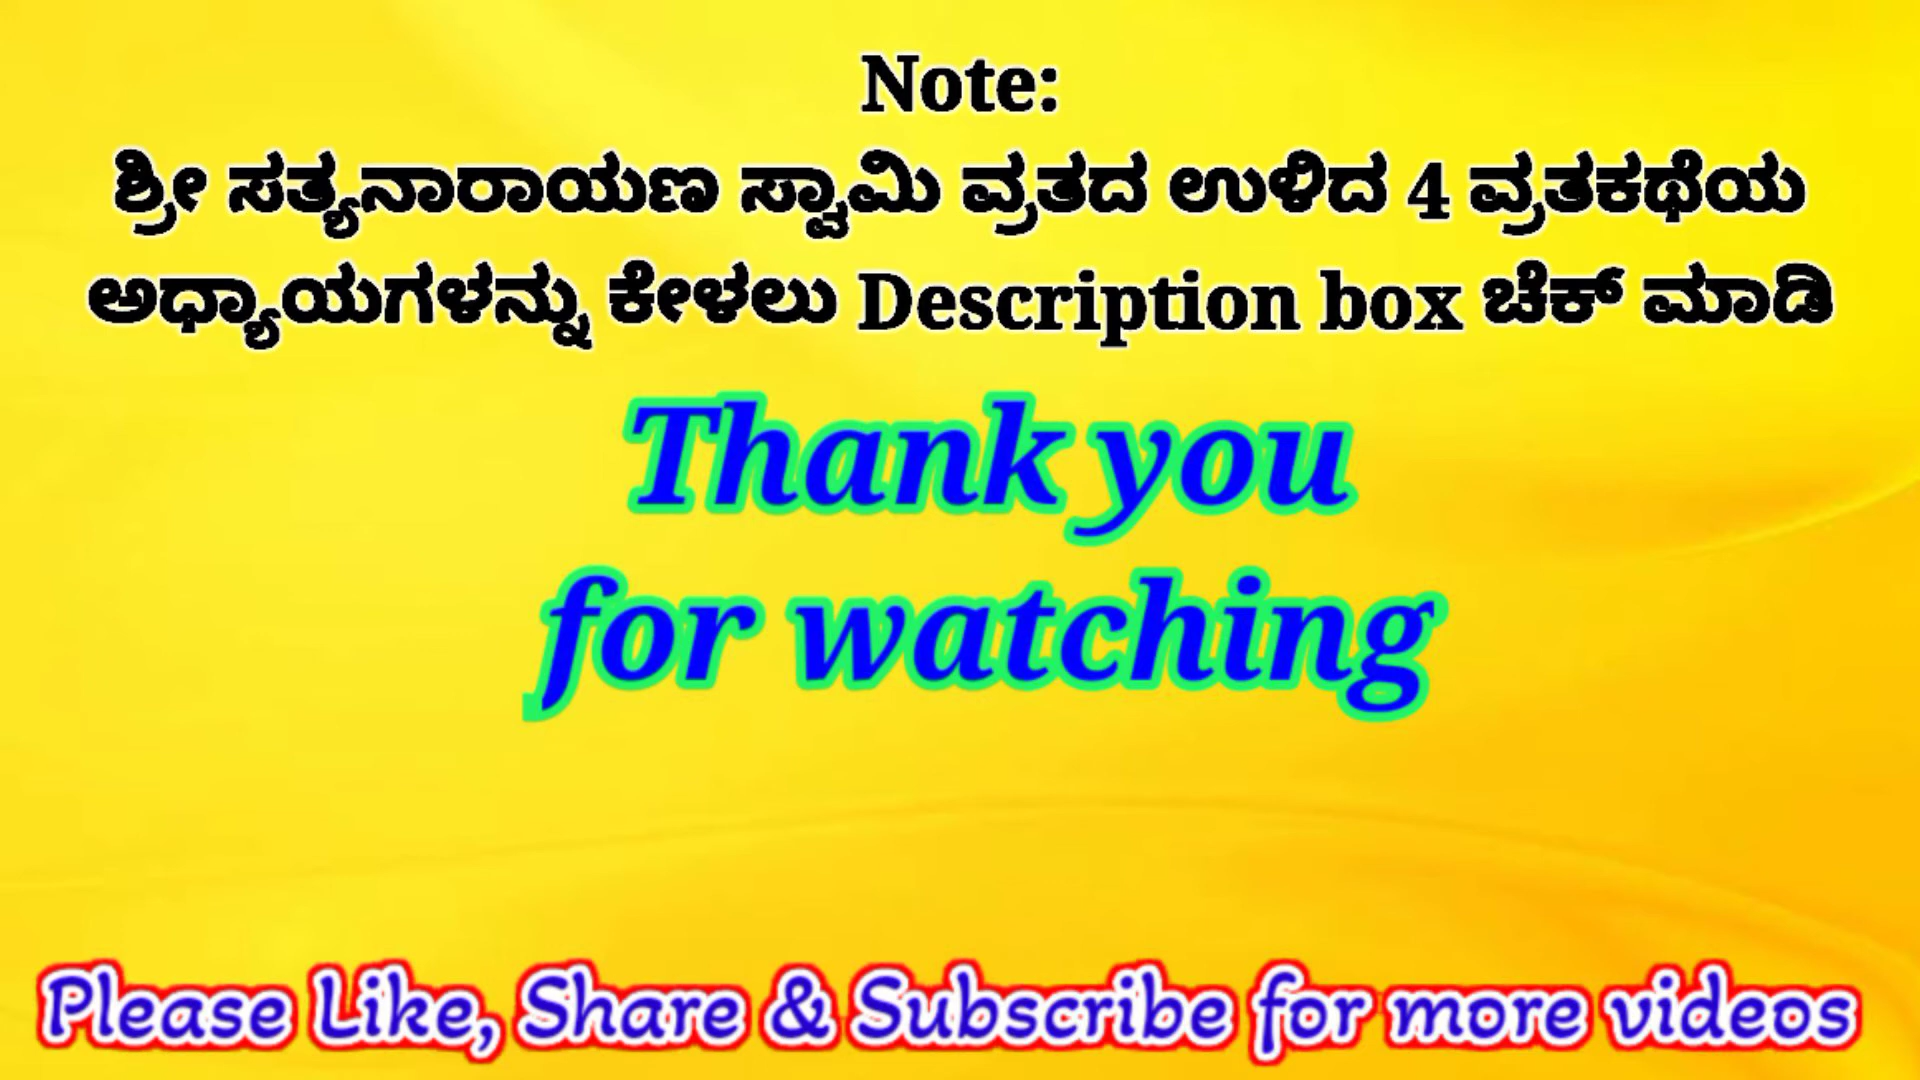 Note:
ಶ್ರೀ ಸತ್ಯನಾರಾಯಣ ಸ್ವಾಮಿ ವ್ರತದ ಉಳಿದ 4 ವ್ರತಕಥೆಯ
ಅಧ್ಯಾಯಗಳನ್ನು ಕೇಳಲು Description box ಚೆಕ್ ಮಾಡಿ
Thank you
for watching
Please Like, Share & Subscribe for more videos